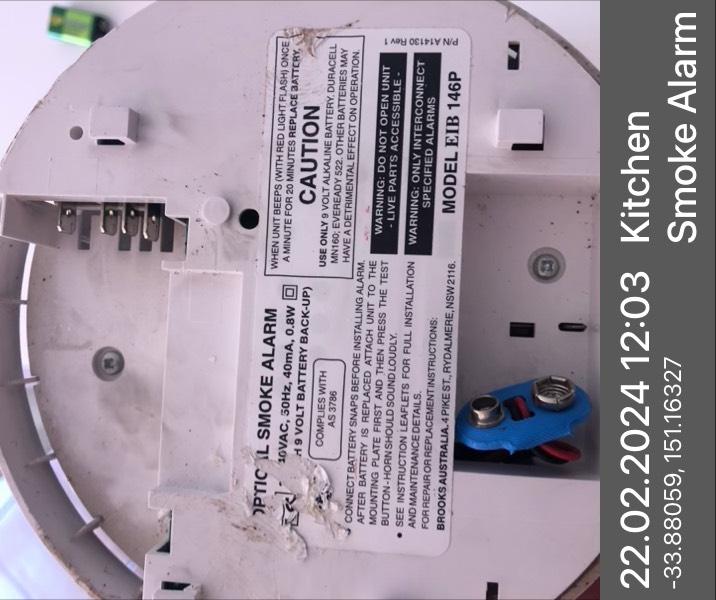 P/N A14130 Rev 1
WHEN UNIT BEEPS (WITH RED LIGHT FLASH) ONCE
A MINUTE FOR 20 MINUTES REPLACE BATTERY.
CAUTION
USE ONLY 9 VOLT ALKALINE BATTERY, DURACELL
MN160; EVEREADY 522. OTHER BATTERIES MAY
HAVE A DETRIMENTAL EFFECT ON OPERATION.
WARNING: DO NOT OPEN UNIT
- LIVE PARTS ACCESSIBLE -
WARNING: ONLY INTERCONNECT
SPECIFIED ALARMS
MODEL EIB 146P
OPTICAL SMOKE ALARM
40VAC, 50Hz, 40mA, 0.8W
H 9 VOLT BATTERY BACK-UP)
COMPLIES WITH
AS 3786
CONNECT BATTERY SNAPS BEFORE INSTALLING ALARM.
AFTER BATTERY IS REPLACED ATTACH UNIT TO THE
MOUNTING PLATE FIRST AND THEN PRESS THE TEST
BUTTON - HORN SHOULD SOUND LOUDLY.
• SEE INSTRUCTION LEAFLETS FOR FULL INSTALLATION
AND MAINTENANCE DETAILS.
FOR REPAIR OR REPLACEMENT INSTRUCTIONS:
BROOKS AUSTRALIA, 4 PIKE ST., RYDALMERE, NSW 2116.
22.02.2024 12:03
-33.88059, 151.16327
Kitchen
Smoke Alarm